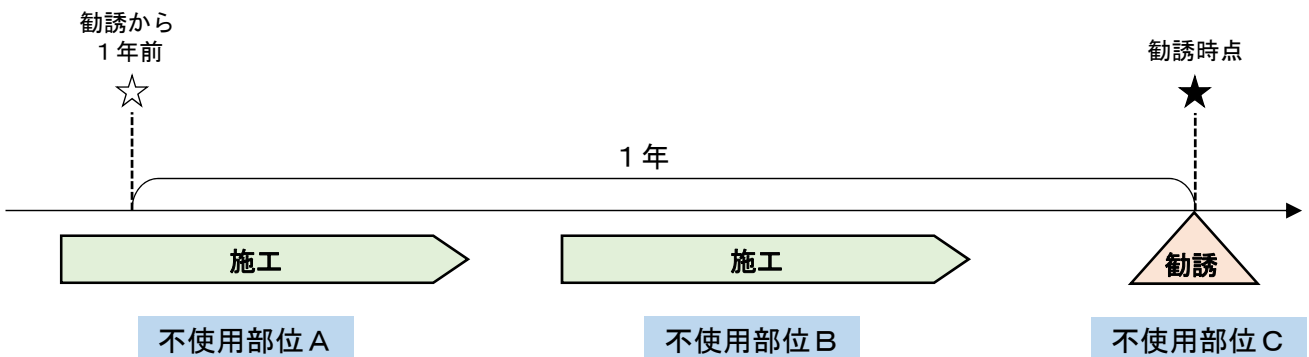 勧誘から
１年前
勧誘時点
☆
★
１年
施工
施工
勧誘
不使用部位Ａ
不使用部位Ｂ
不使用部位Ｃ